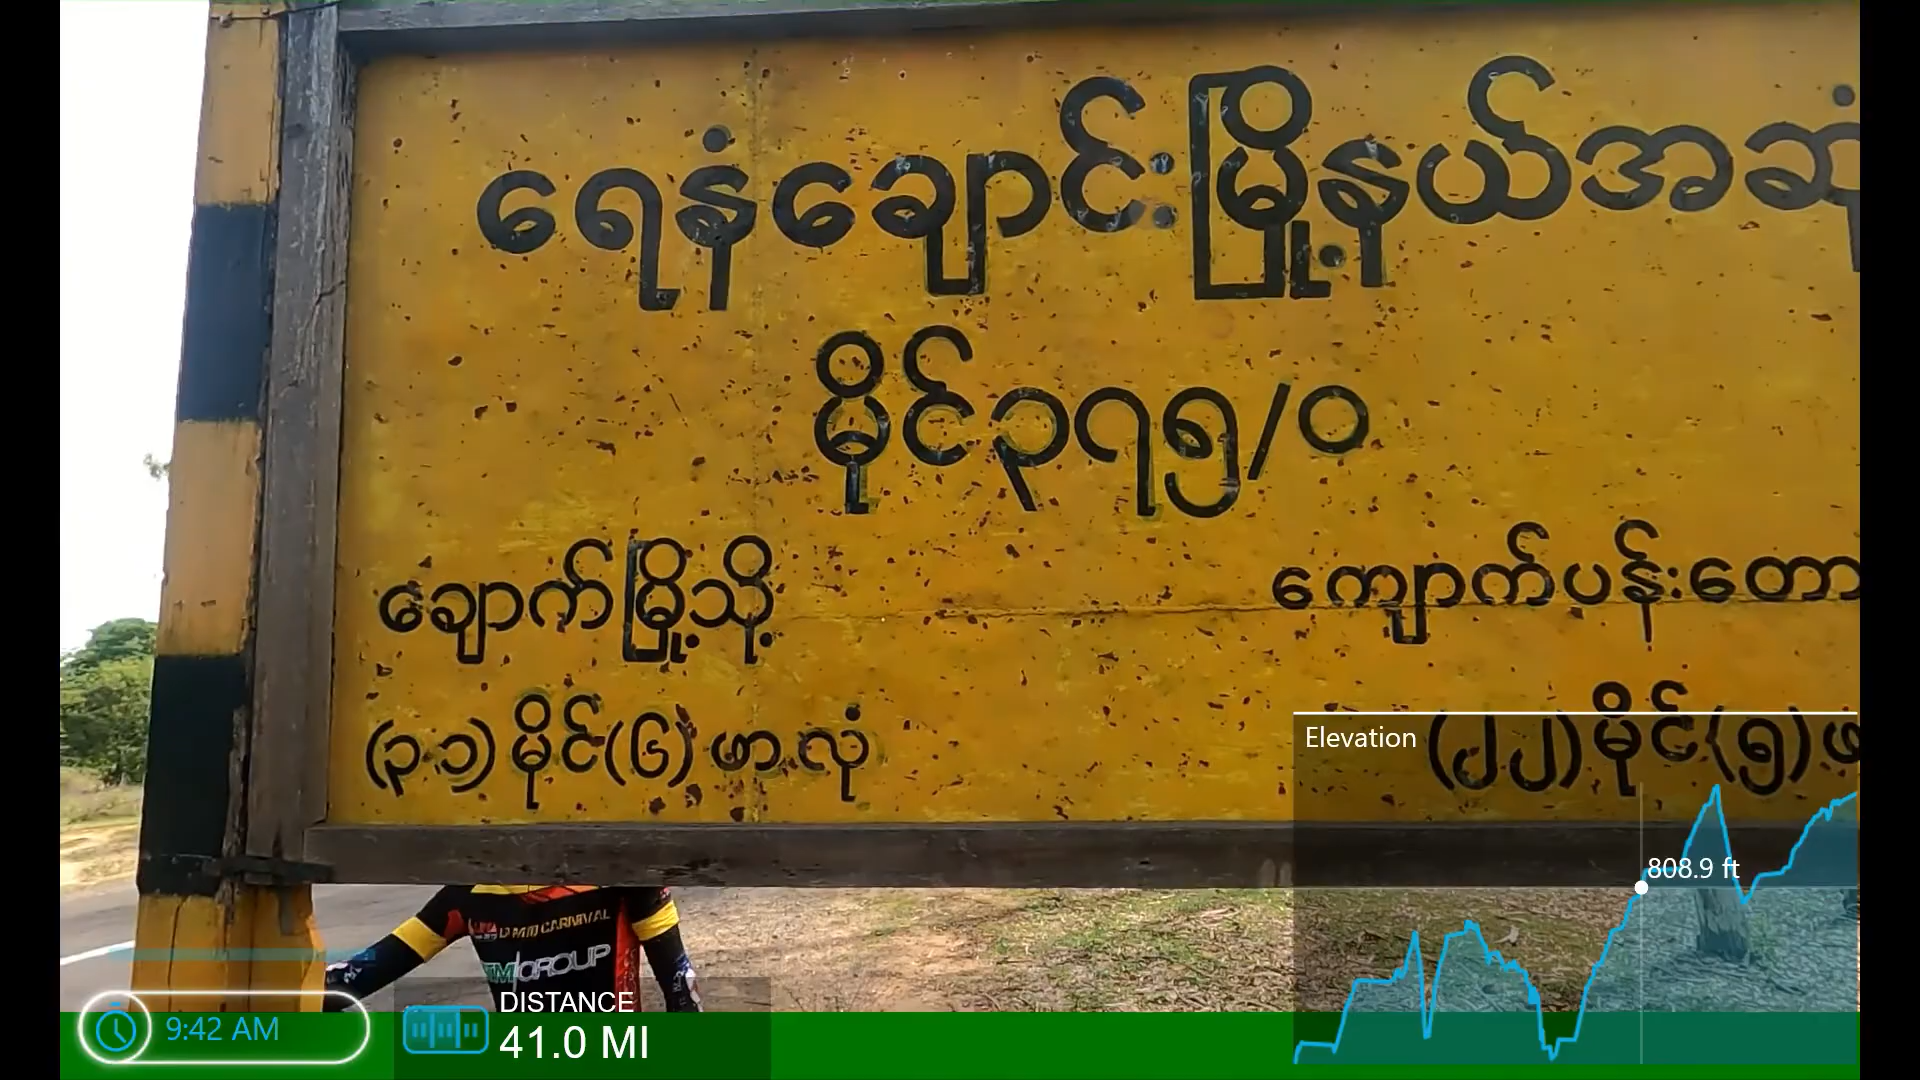 ရေနံချောင်းမြို့နယ်အဆုံ
မိုင်၃၇၅/၀
ချောက်မြို့သို့
ကျောက်ပန်းတော
(၃၁) မိုင်(၆) ဖာလုံ
(၂၂) မိုင် (၅) ဖ
Elevation
808.9 ft
CARNIVAL
GROUP
DISTANCE
9:42 AM
41.0 MI